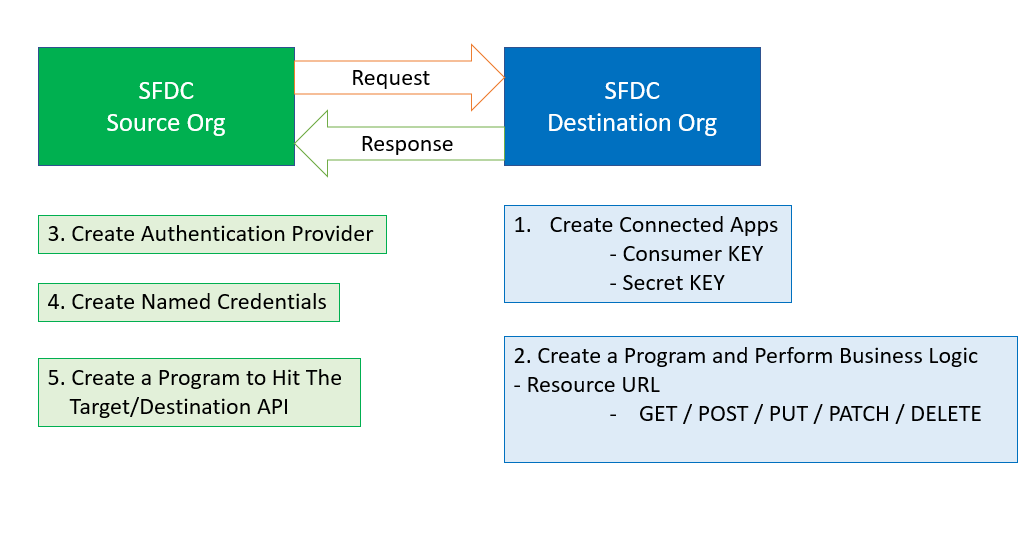 SFDC
Source Org
Request
Response
SFDC
Destination Org
3. Create Authentication Provider
4. Create Named Credentials
5. Create a Program to Hit The
Target/Destination API
1. Create Connected Apps
- Consumer KEY
- Secret KEY
2. Create a Program and Perform Business Logic
- Resource URL
- GET / POST / PUT / PATCH / DELETE